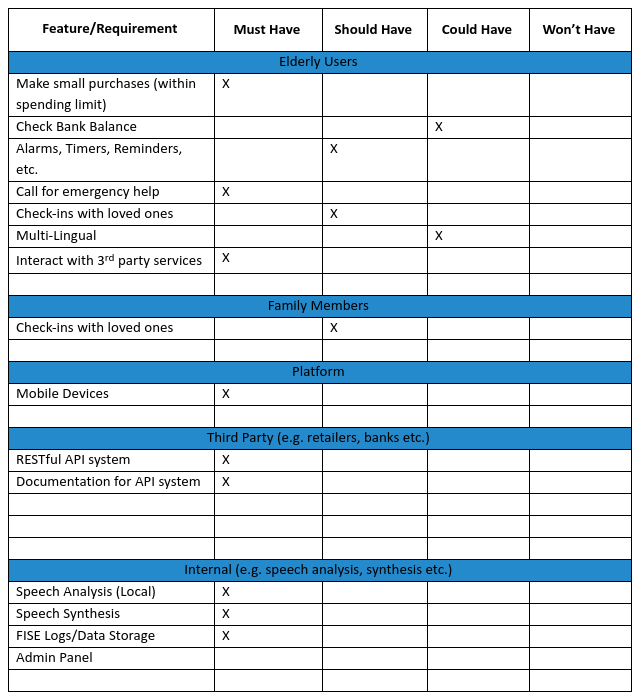 Feature/Requirement Must Have Should Have Could Have Won’t Have
Elderly Users
Make small purchases (within X
spending limit)
Check Bank Balance X
Alarms, Timers, Reminders, X
etc.
Call for emergency help X
Check-ins with loved ones X
Multi-Lingual X
Interact with 3rd party services X
Family Members
Check-ins with loved ones X
Platform
Mobile Devices X
Third Party (e.g. retailers, banks etc.)
RESTful API system X
Documentation for API system X
Internal (e.g. speech analysis, synthesis etc.)
Speech Analysis (Local) X
Speech Synthesis X
FISE Logs/Data Storage X
Admin Panel